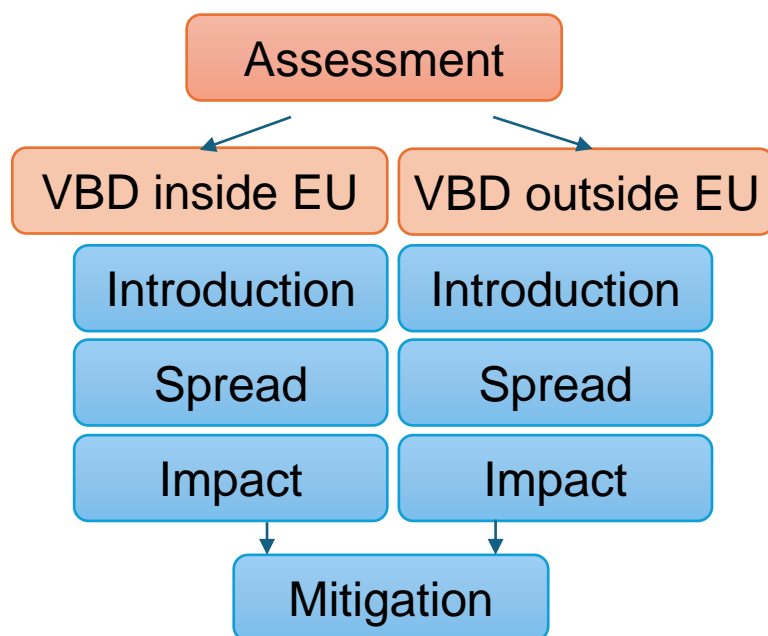 Assessment
VBD inside EU
VBD outside EU
Introduction
Introduction
Spread
Spread
Impact
Impact
Mitigation